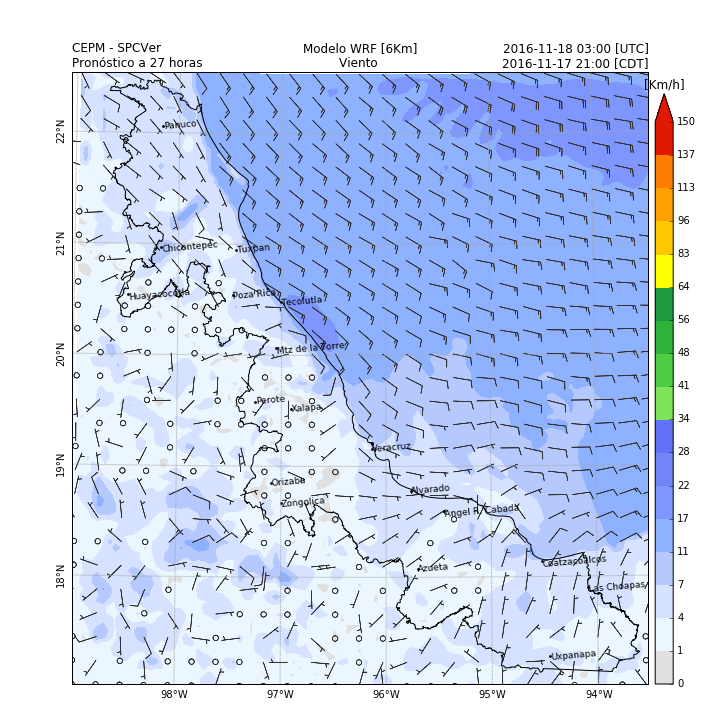 CEPM - SPCVer
Modelo WRF [6Km]
2016-11-18 03:00 [UTC]
Pronóstico a 27 horas
Viento
2016-11-17 21:00 [CDT]
[Km/h]
150
137
113
96
83
64
56
48
41
34
28
22
17
11
7
4
1
0
22°N
21°N
20°N
19°N
18°N
98°W
97°W
96°W
95°W
94°W
Panuco
Chicontepec
Tuxpan
Huayacocotla
Poza Rica
Tecolutla
Mtz de la Torre
Perote
Xalapa
Veracruz
Orizaba
Zongolica
Alvarado
Angel R. Cabada
Azueta
Coatzacoalcos
Las Choapas
Uxpanapa